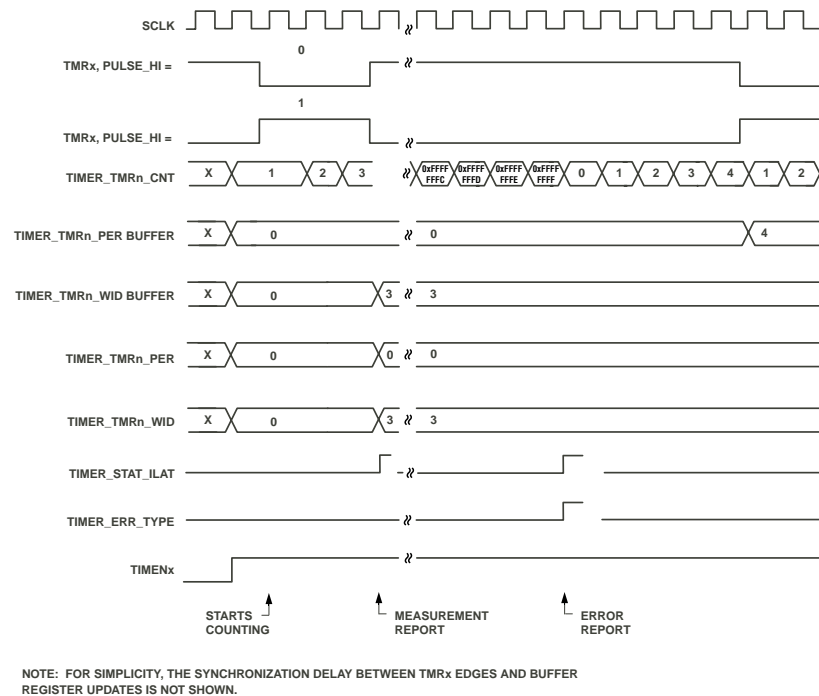 SCLK
0
TMRx, PULSE_HI =
1
TMRx, PULSE_HI =
TIMER_TMRn_CNT X 1 2 3 0xFFFF FFFC 0xFFFF FFFD 0xFFFF FFFE 0xFFFF FFFF 0 1 2 3 4 1 2
TIMER_TMRn_PER BUFFER X 0 0 4
TIMER_TMRn_WID BUFFER X 0 3 3
TIMER_TMRn_PER X 0 0 0
TIMER_TMRn_WID X 0 3 3
TIMER_STAT_ILAT
TIMER_ERR_TYPE
TIMENx
STARTS
COUNTING
MEASUREMENT
REPORT
ERROR
REPORT
NOTE: FOR SIMPLICITY, THE SYNCHRONIZATION DELAY BETWEEN TMRx EDGES AND BUFFER
REGISTER UPDATES IS NOT SHOWN.